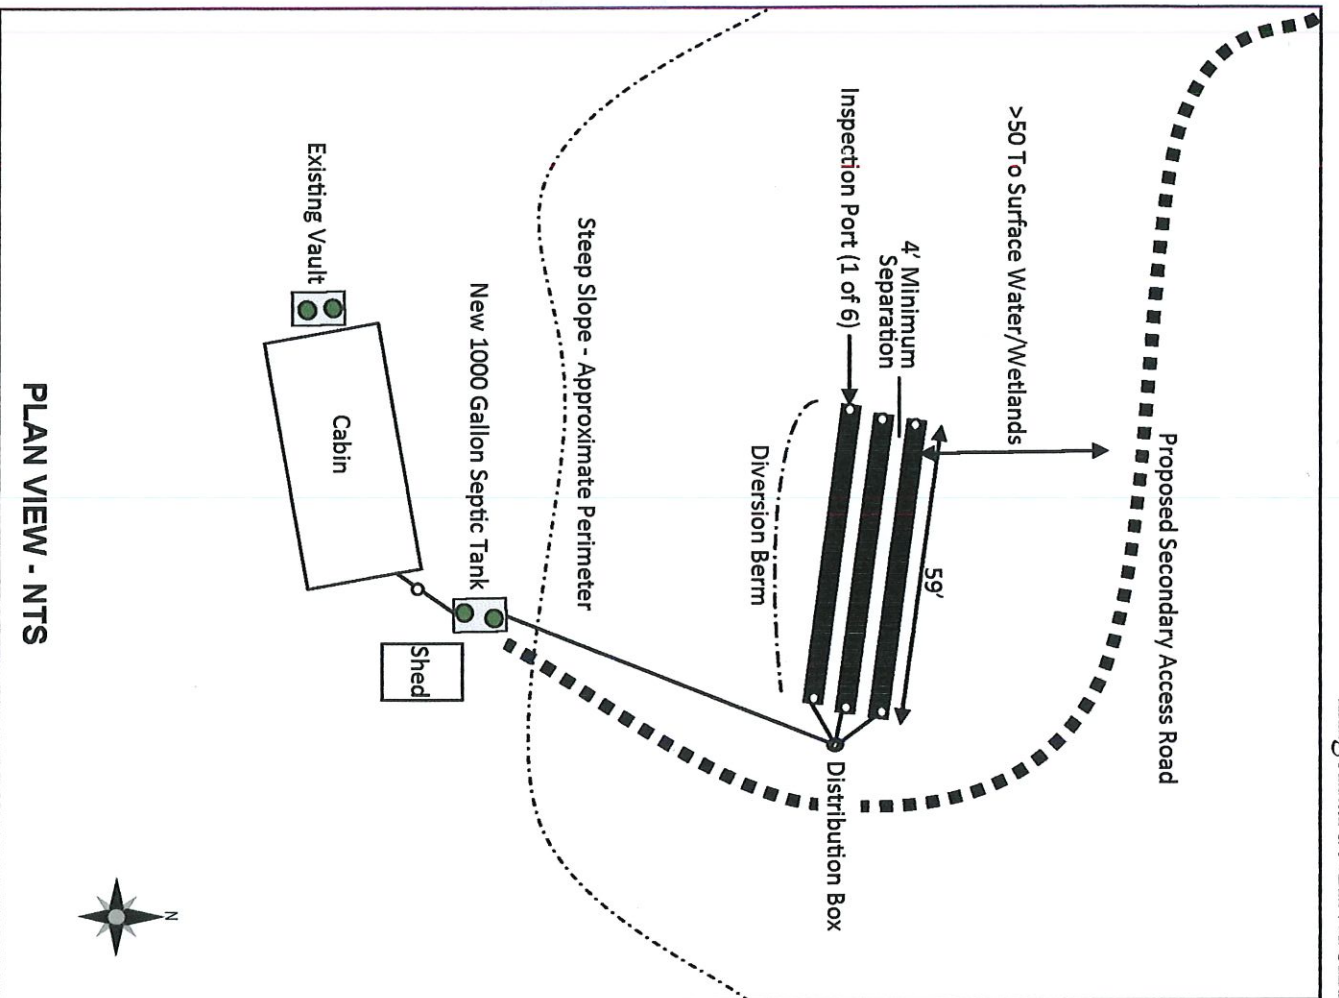 Proposed Secondary Access Road
>50 To Surface Water/Wetlands
59'
4' Minimum
Separation
Inspection Port (1 of 6)
Distribution Box
Diversion Berm
Steep Slope - Approximate Perimeter
New 1000 Gallon Septic Tank
Shed
Cabin
Existing Vault
N
PLAN VIEW - NTS